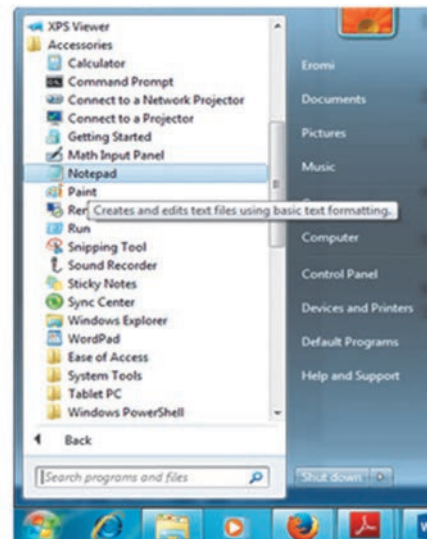 XPS Viewer
Accessories
Calculator
Command Prompt
Connect to a Network Projector
Connect to a Projector
Getting Started
Math Input Panel
Notepad
Paint
Creates and edits text files using basic text formatting.
Run
Snipping Tool
Sound Recorder
Sticky Notes
Sync Center
Windows Explorer
WordPad
Ease of Access
System Tools
Tablet PC
Windows PowerShell
Back
Search programs and files
Eromi
Documents
Pictures
Music
Computer
Control Panel
Devices and Printers
Default Programs
Help and Support
Shut down